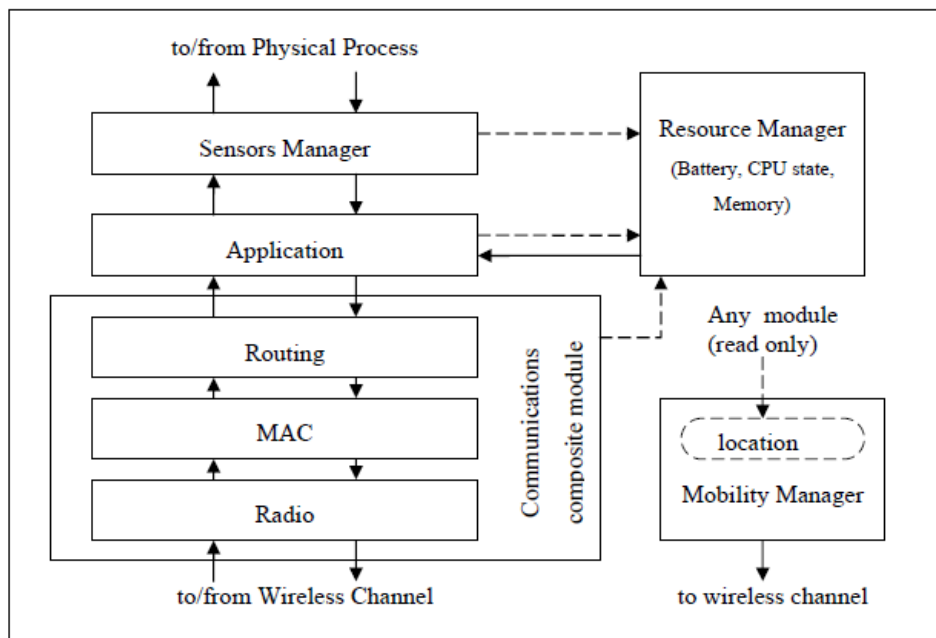 to/from Physical Process
Sensors Manager
Resource Manager
(Battery, CPU state,
Memory)
Application
Routing
MAC
Radio
Communications
composite module
to/from Wireless Channel
Any module
(read only)
location
Mobility Manager
to wireless channel